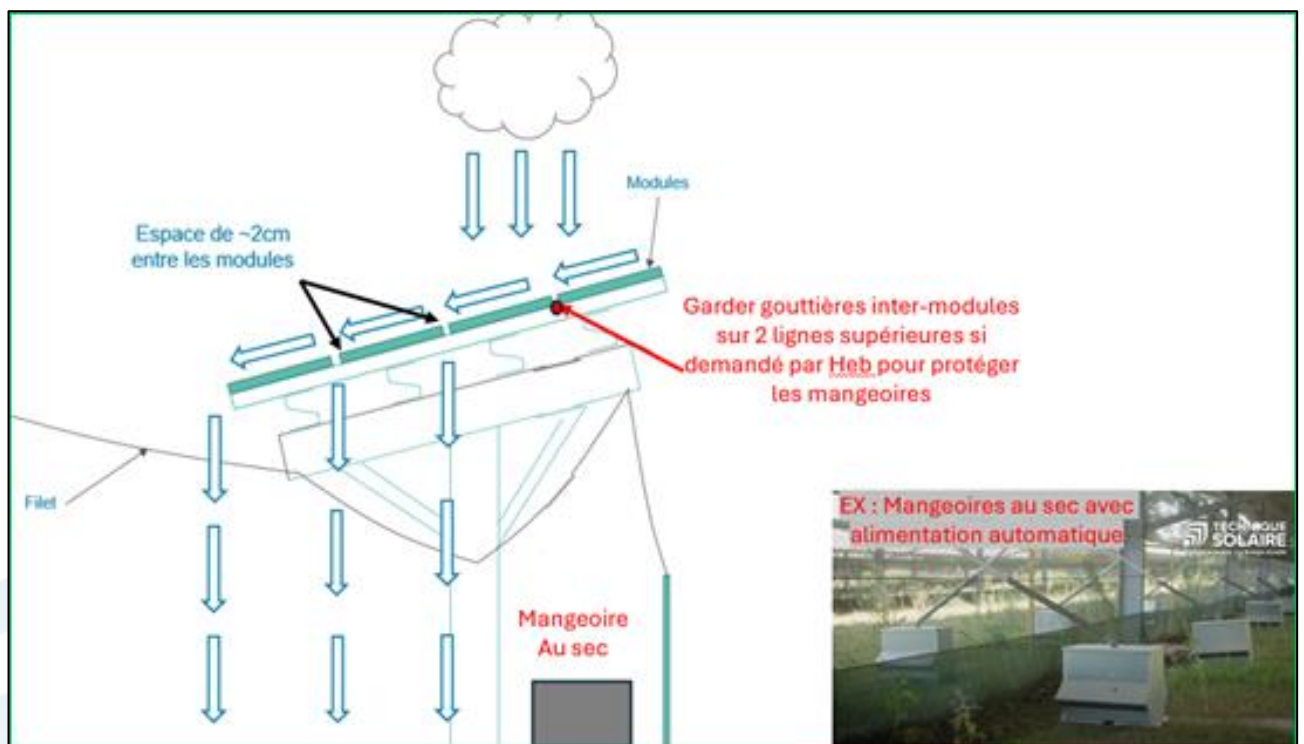 Modules
Espace de ~2cm
entre les modules
Garder gouttières inter-modules
sur 2 lignes supérieures si
demandé par Heb pour protéger
les mangeoires
Filet
EX : Mangeoires au sec avec
alimentation automatique
TECHNIQUE
SOLAIRE
Mangeoire
Au sec